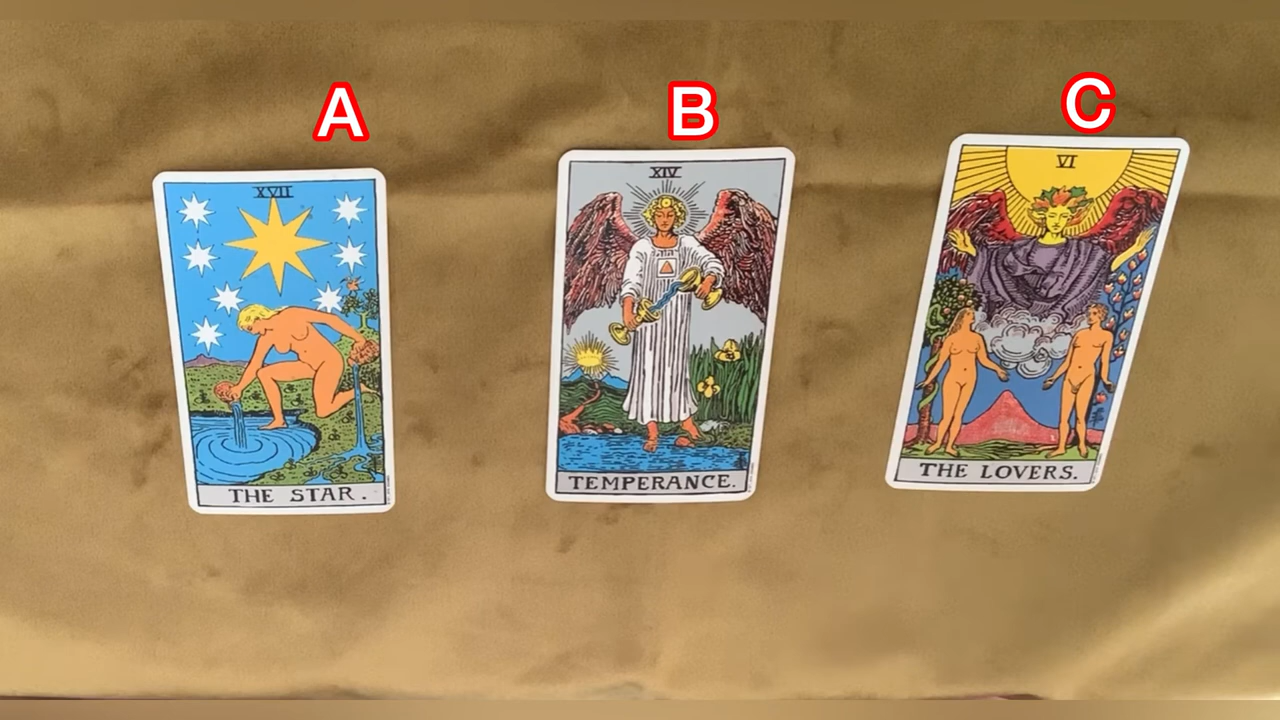 A
B
C
XVII
THE STAR.
XIV
TEMPERANCE.
VI
THE LOVERS.